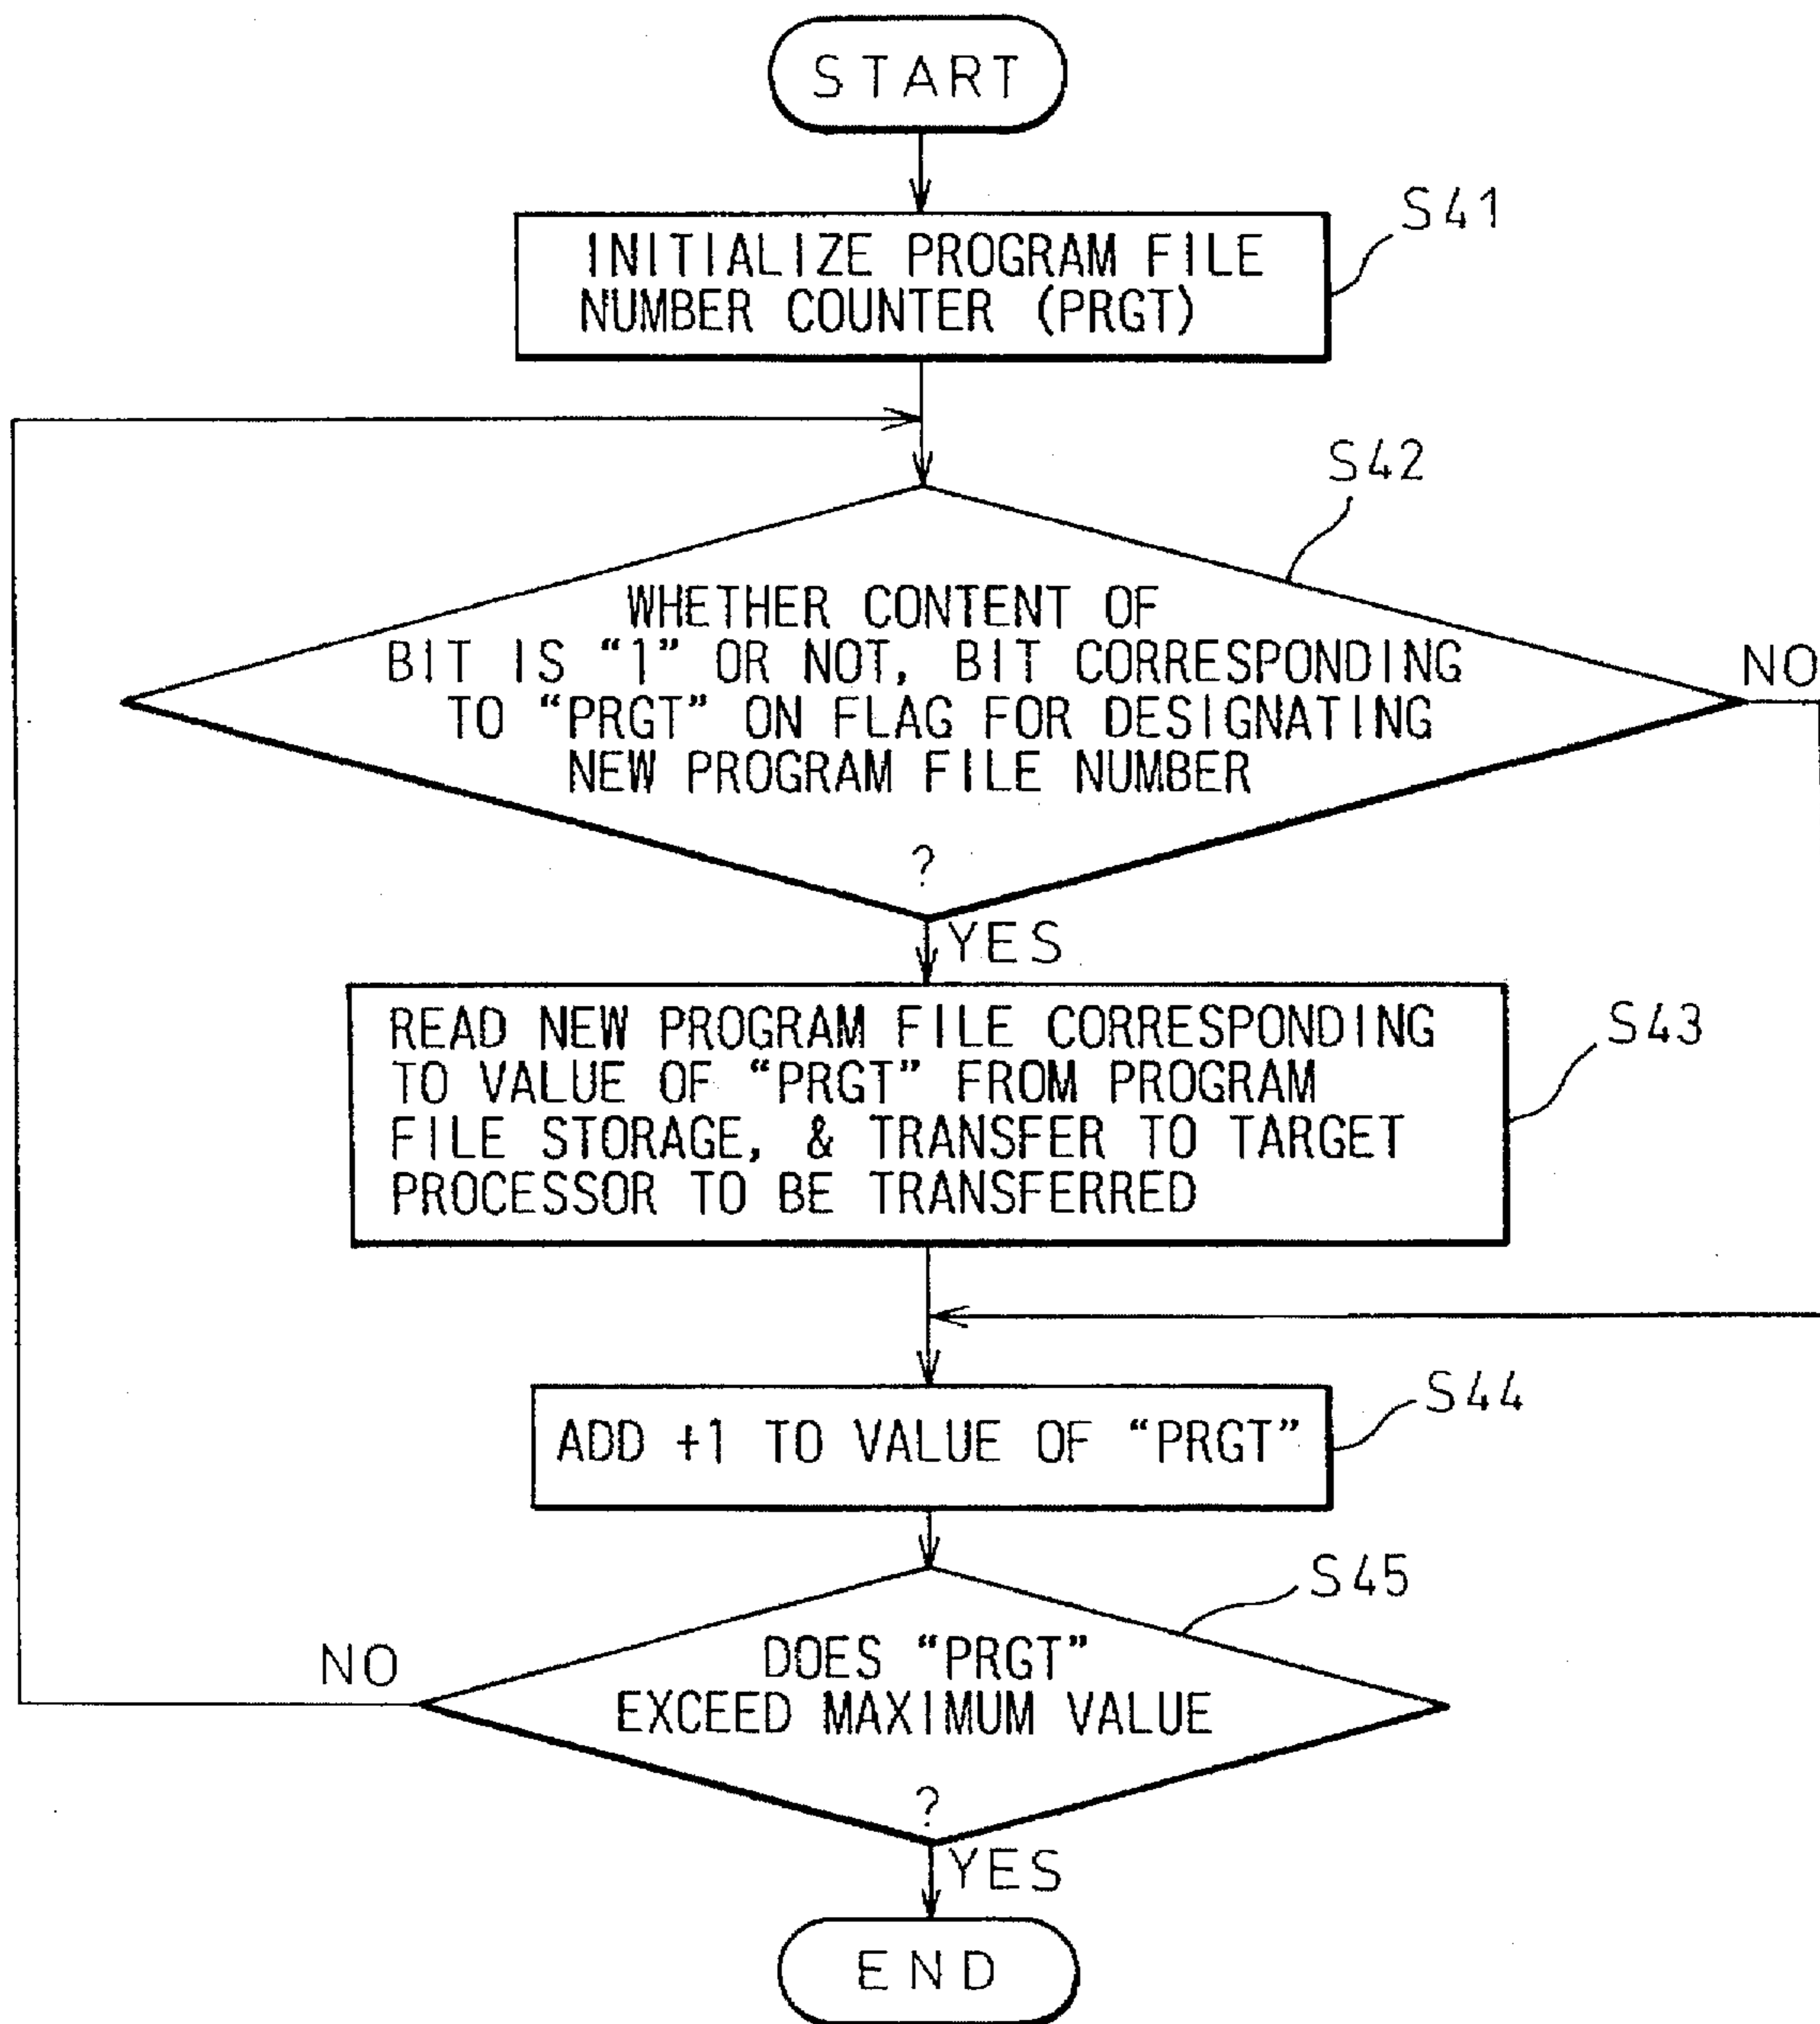 START
S41
INITIALIZE PROGRAM FILE
NUMBER COUNTER (PRGT)
S42
WHETHER CONTENT OF
BIT IS “1” OR NOT, BIT CORRESPONDING
TO “PRGT” ON FLAG FOR DESIGNATING
NEW PROGRAM FILE NUMBER
?
NO
YES
S43
READ NEW PROGRAM FILE CORRESPONDING
TO VALUE OF “PRGT” FROM PROGRAM
FILE STORAGE, & TRANSFER TO TARGET
PROCESSOR TO BE TRANSFERRED
S44
ADD +1 TO VALUE OF “PRGT”
S45
DOES “PRGT”
EXCEED MAXIMUM VALUE
?
NO
YES
END